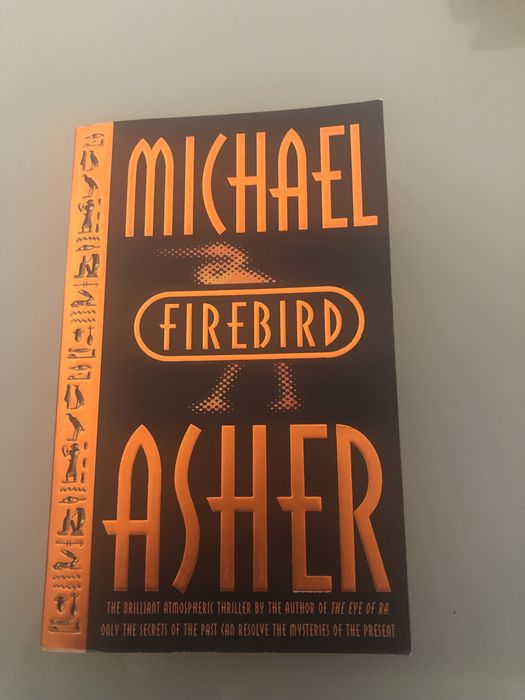 MICHAEL
FIREBIRD
ASHER
THE BRILLIANT ATMOSPHERIC THRILLER BY THE AUTHOR OF THE EYE OF RA.
ONLY THE SECRETS OF THE PAST CAN RESOLVE THE MYSTERIES OF THE PRESENT.